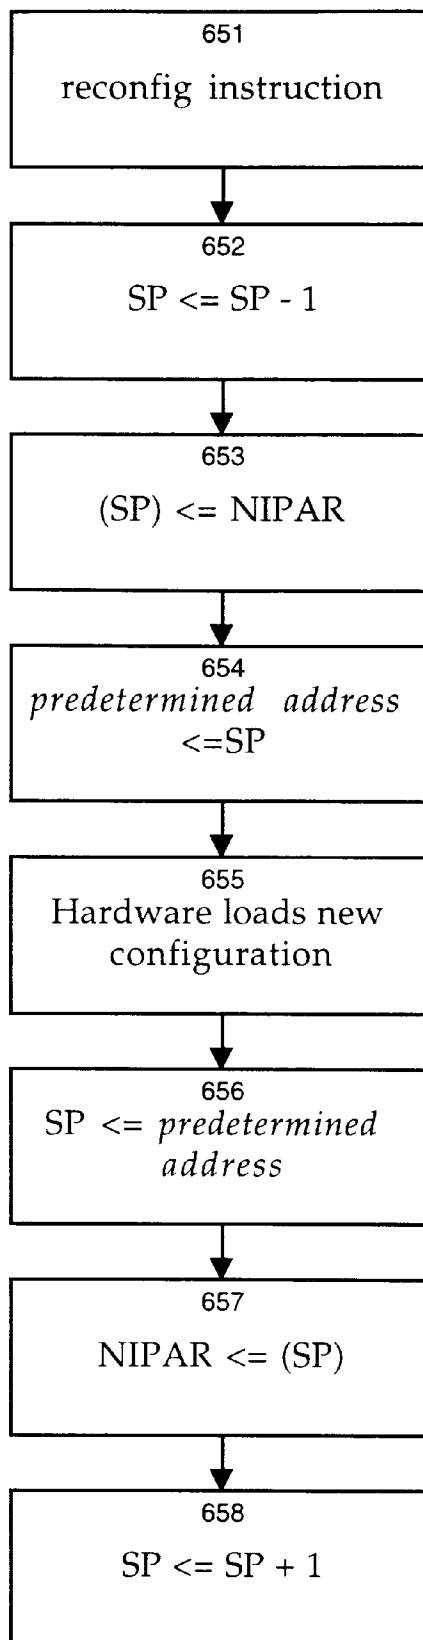 651
reconfig instruction
652
SP <= SP - 1
653
(SP) <= NIPAR
654
predetermined address
<=SP
655
Hardware loads new
configuration
656
SP <= predetermined
address
657
NIPAR <= (SP)
658
SP <= SP + 1